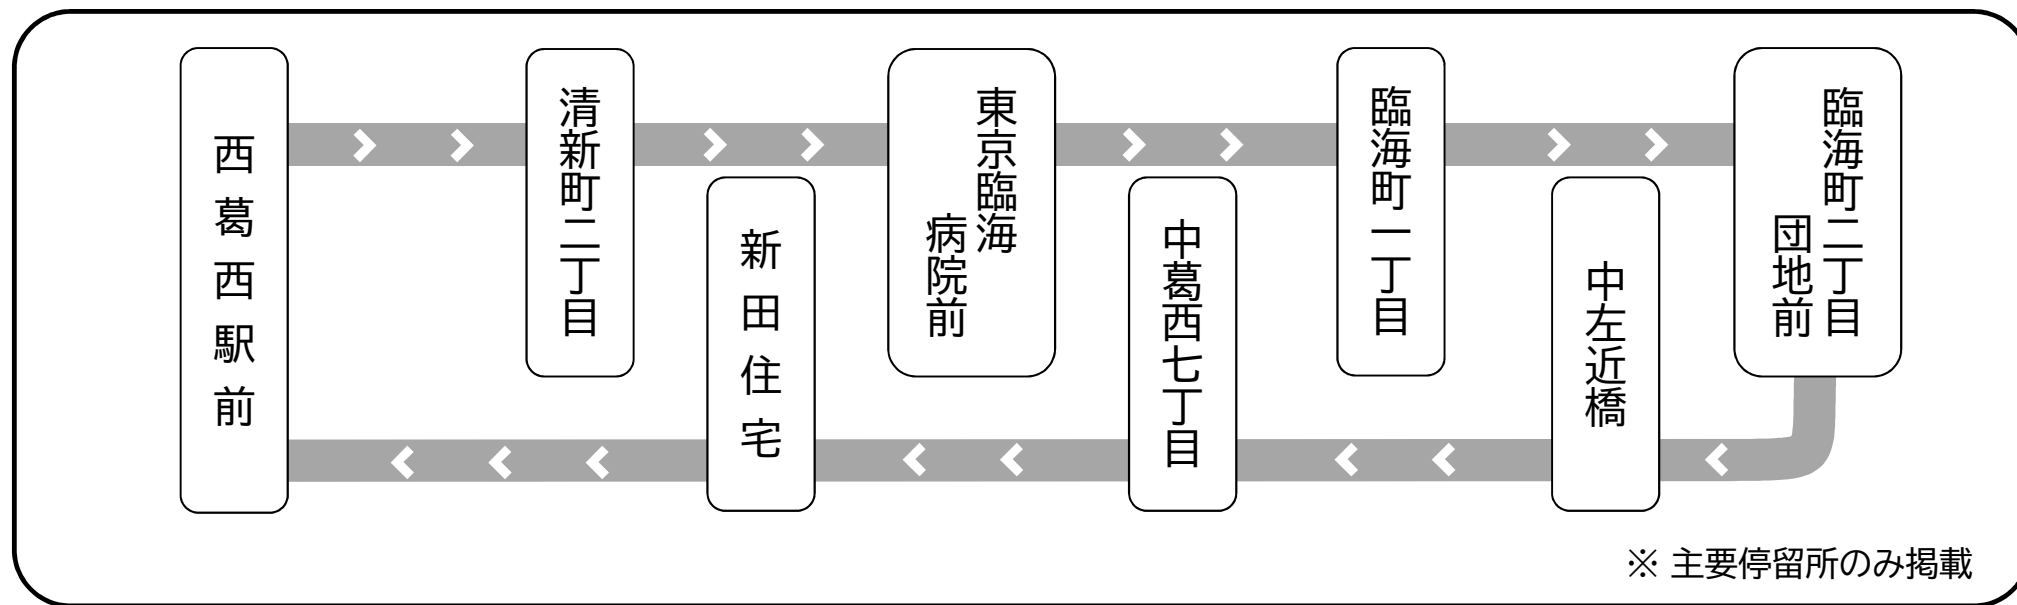 西葛西駅前
清新町二丁目
東京臨海
病院前
臨海町一丁目
臨海町二丁目
団地前
新田住宅
中葛西七丁目
中左近橋
※ 主要停留所のみ掲載